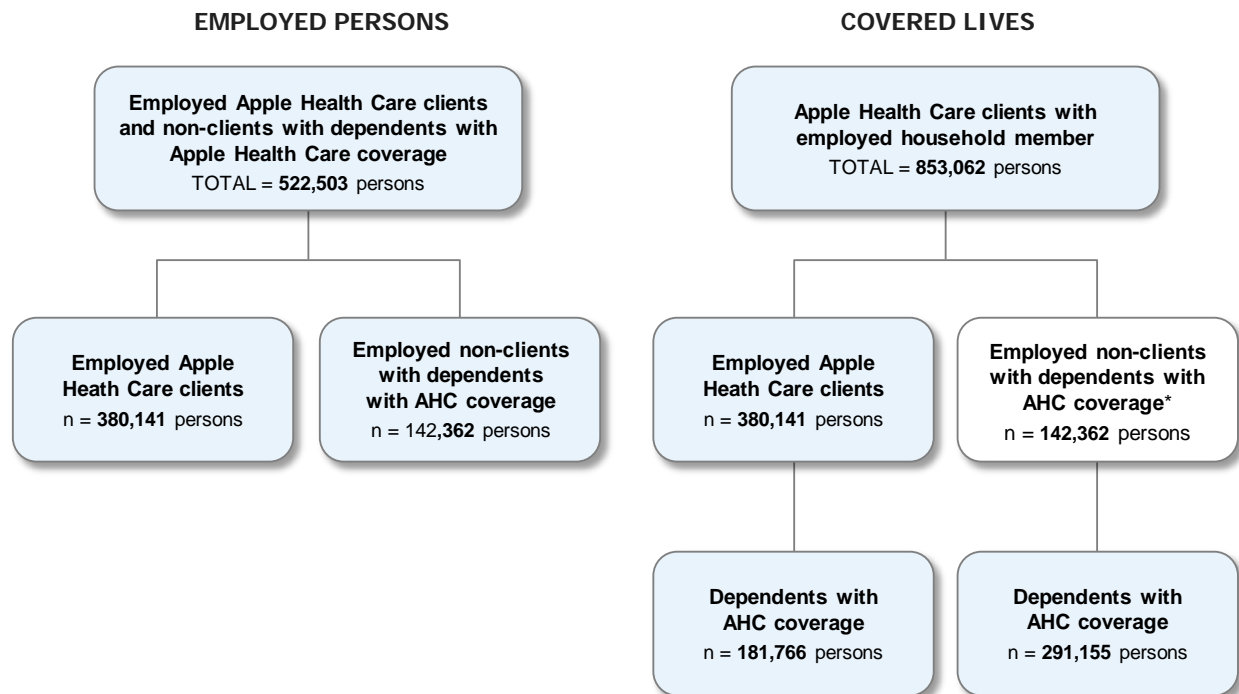 EMPLOYED PERSONS
Employed Apple Health Care clients
and non-clients with dependents with
Apple Health Care coverage
TOTAL = 522,503 persons
Employed Apple
Heath Care clients
n = 380,141 persons
Employed non-clients
with dependents
with AHC coverage
n = 142,362 persons
COVERED LIVES
Apple Health Care clients with
employed household member
TOTAL = 853,062 persons
Employed Apple
Heath Care clients
n = 380,141 persons
Employed non-clients
with dependents with
AHC coverage*
n = 142,362 persons
Dependents with
AHC coverage
n = 181,766 persons
Dependents with
AHC coverage
n = 291,155 persons